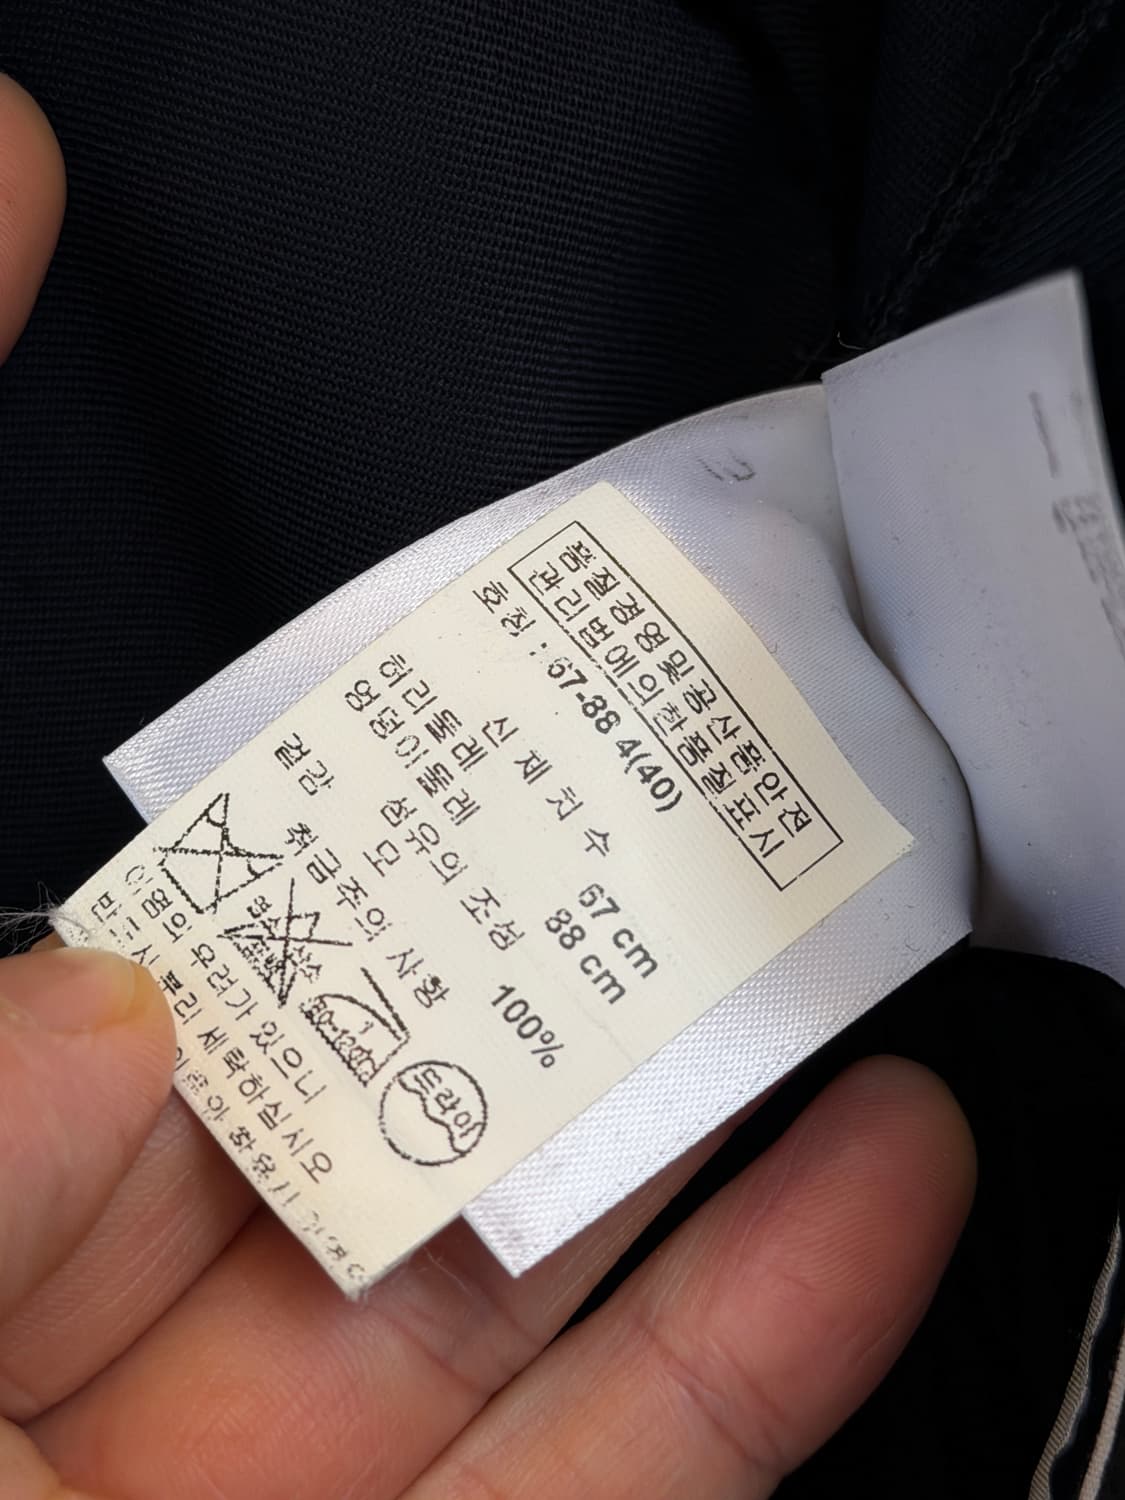 품질경영및공산품안전
관리법에의한품질표시
호칭 : 67-88 4(40)
신 체 치 수
허리둘레 67 cm
엉덩이둘레 88 cm
섬유의 조성
겉감 모 100%
취급주의 사항
80-120
드라이
이염의 우려가 있으니
반드시 분리 세탁하십시오